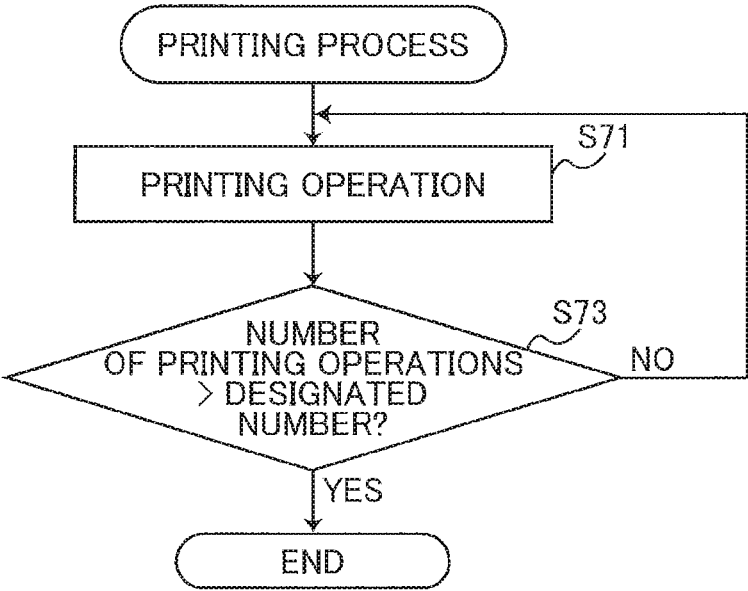 PRINTING PROCESS
S71
PRINTING OPERATION
S73
NUMBER
OF PRINTING OPERATIONS
> DESIGNATED
NUMBER?
NO
YES
END